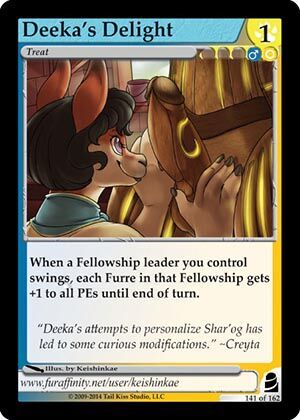 Deeka's Delight
1
Treat
When a Fellowship leader you control
swings, each Furre in that Fellowship gets
+1 to all PEs until end of turn.
"Deeka's attempts to personalize Shar'og has
led to some curious modifications." ~Creyta
Illus. by Keishinkae
www.furaffinity.net/user/keishinkae
©2009-2014 Tail Kiss Studio, LLC
141 of 162